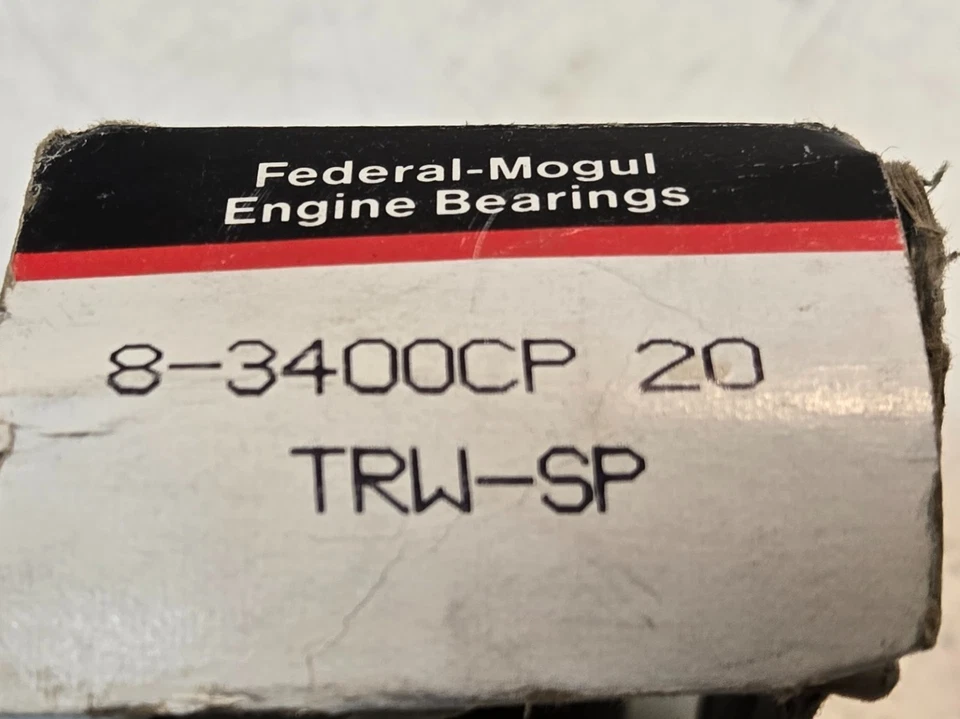 Federal-Mogul
Engine Bearings
8-3400CP 20
TRW-SP